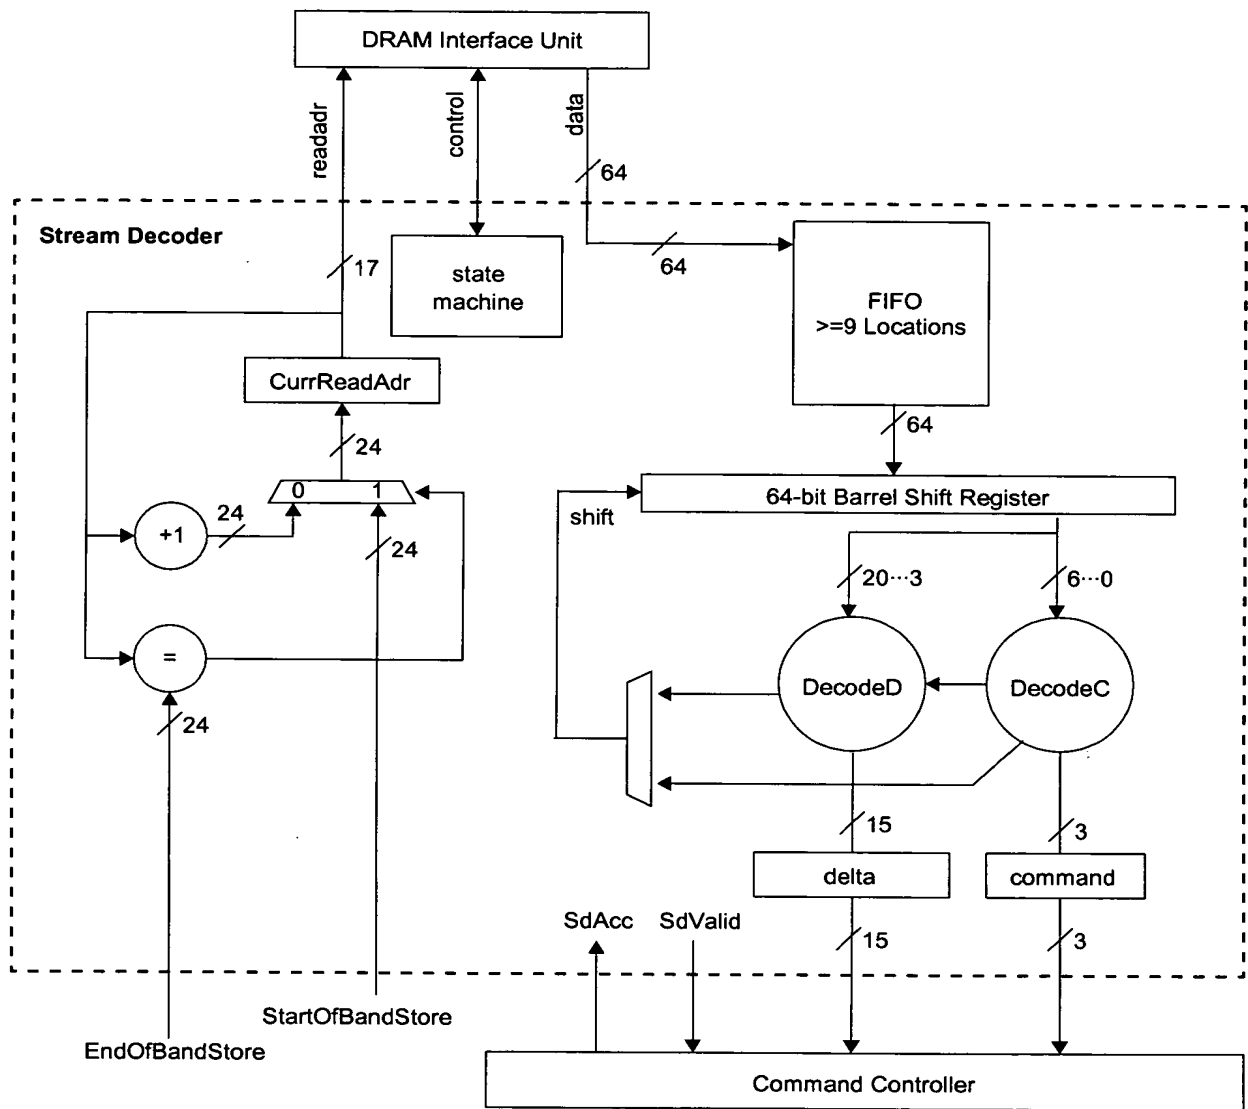 DRAM Interface Unit
readadr
control
data
64
Stream Decoder
17
state
machine
64
FIFO
>=9 Locations
CurrReadAdr
24
64
0 1
64-bit Barrel Shift Register
shift
+1
24
24
20···3
6···0
=
DecodeD
DecodeC
24
15
3
delta
command
SdAcc
SdValid
15
3
StartOfBandStore
EndOfBandStore
Command Controller